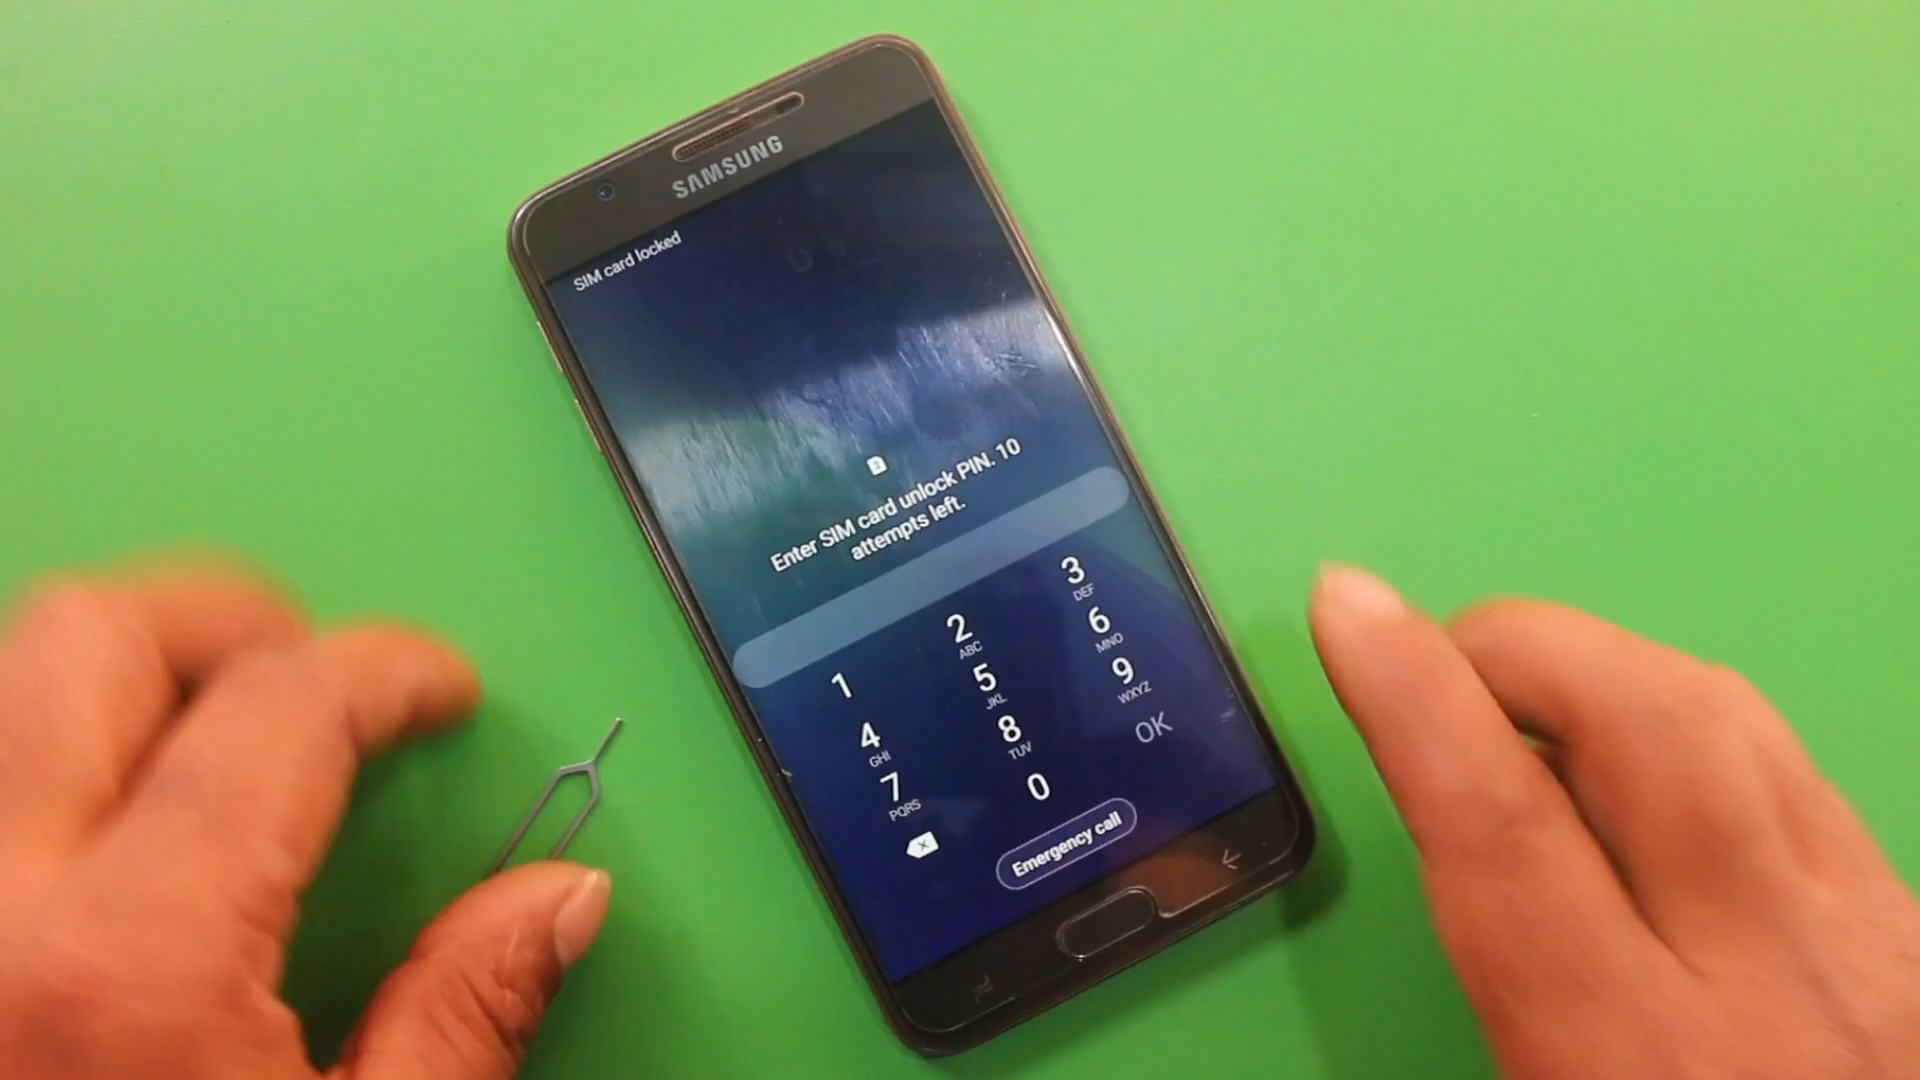 SAMSUNG
SIM card locked
2
Enter SIM card unlock PIN. 10
attempts left.
1
2
ABC
3
DEF
4
GHI
5
JKL
6
MNO
7
PQRS
8
TUV
9
WXYZ
0
OK
Emergency call